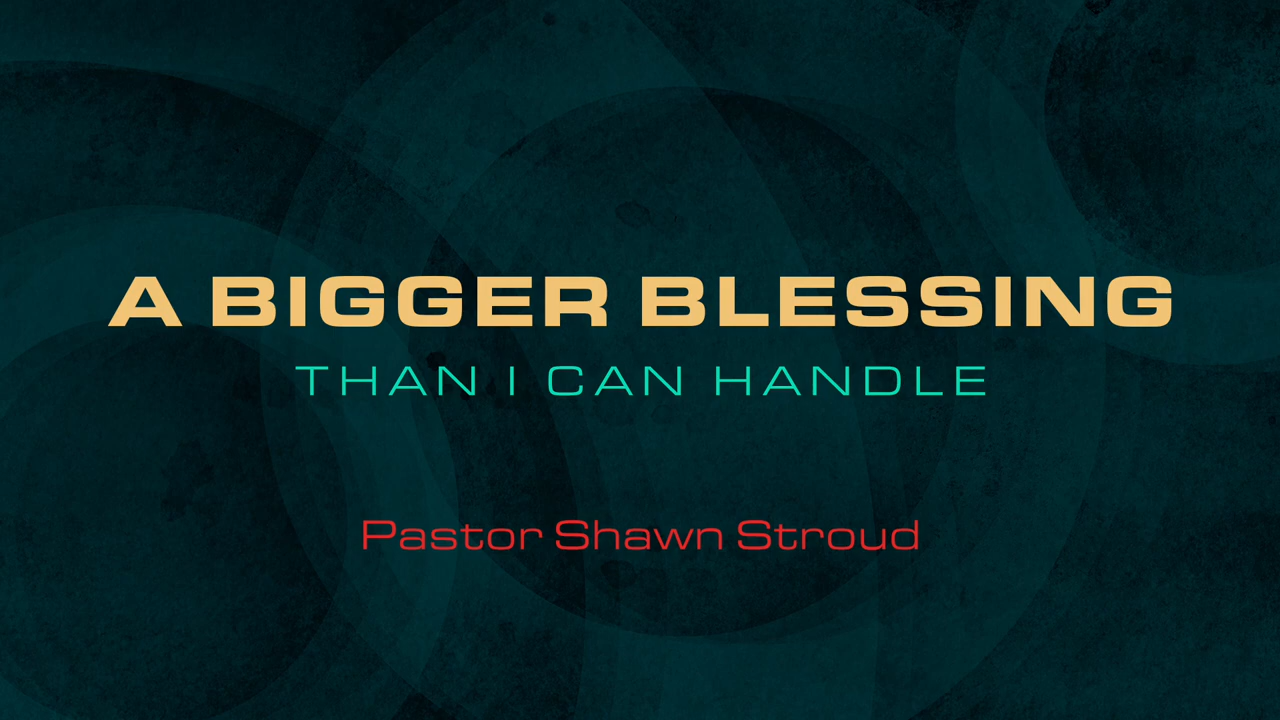 A BIGGER BLESSING
THAN I CAN HANDLE
Pastor Shawn Stroud